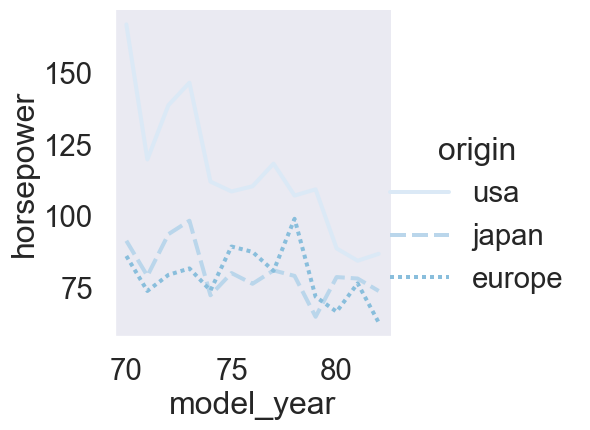 horsepower
150
125
100
75
70
75
80
model_year
origin
usa
japan
europe